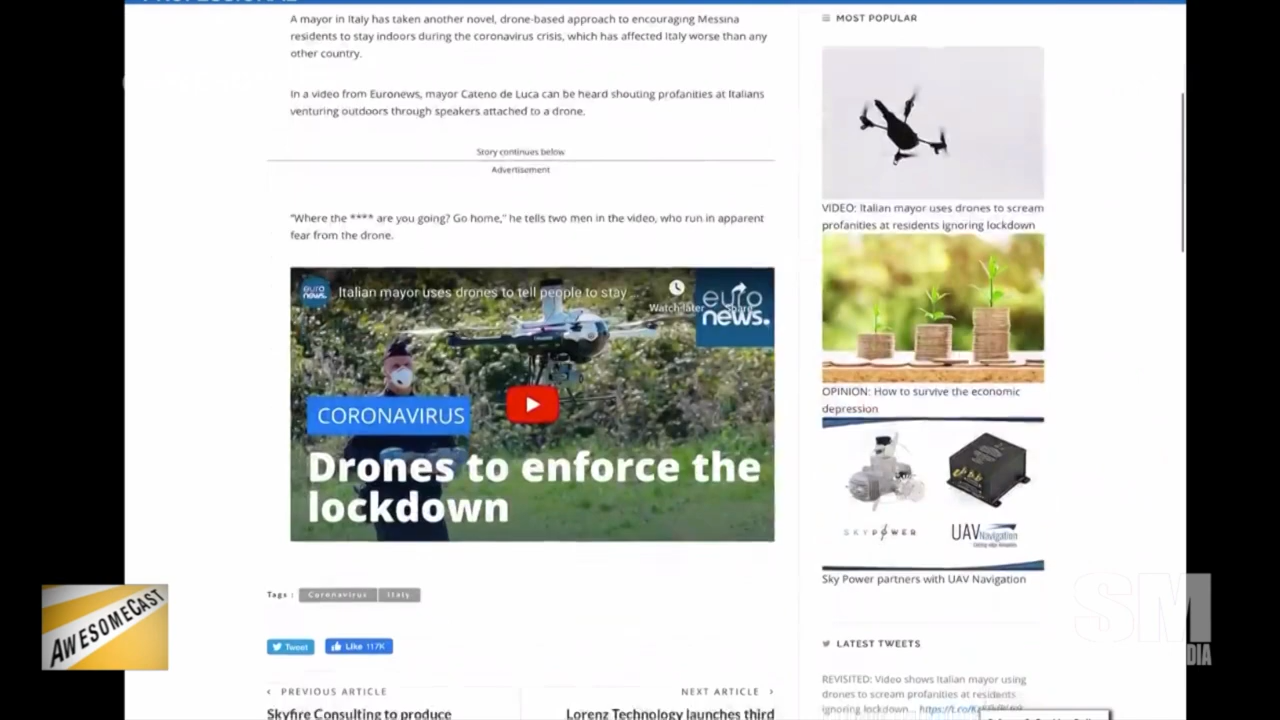 A mayor in Italy has taken another novel, drone-based approach to encouraging Messina
residents to stay indoors during the coronavirus crisis, which has affected Italy worse than any
other country.
In a video from Euronews, mayor Cateno de Luca can be heard shouting profanities at Italians
venturing outdoors through speakers attached to a drone.
Story continues below
Advertisement
"Where the **** are you going? Go home," he tells two men in the video, who run in apparent
fear from the drone.
euro
news.
Italian mayor uses drones to tell people to stay ...
Watch later
Share
euro
news.
CORONAVIRUS
Drones to enforce the
lockdown
Tags :
Coronavirus
Italy
Tweet
Like 117K
‹ PREVIOUS ARTICLE
Skyfire Consulting to produce
NEXT ARTICLE ›
Lorenz Technology launches third
MOST POPULAR
VIDEO: Italian mayor uses drones to scream
profanities at residents ignoring lockdown
OPINION: How to survive the economic
depression
SKYPOWER
UAV Navigation
Sky Power partners with UAV Navigation
LATEST TWEETS
REVISITED: Video shows Italian mayor using
drones to scream profanities at residents
ignoring lockdown...
AWESOMECAST
SM
DIA